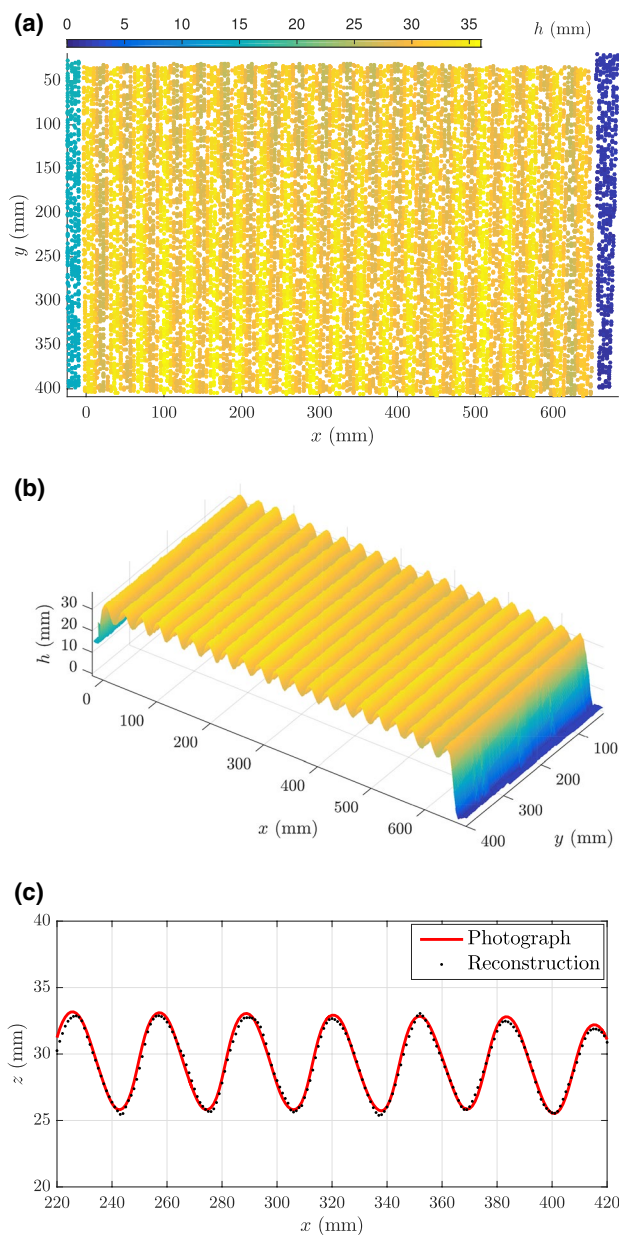 (a)
0 5 10 15 20 25 30 35
h (mm)
50
100
150
200
250
300
350
400
y (mm)
0 100 200 300 400 500 600
x (mm)
(b)
30
20
10
0
h (mm)
0
100
200
300
400
500
600
x (mm)
100
200
300
400
y (mm)
(c)
40
35
30
25
20
z (mm)
Photograph
Reconstruction
220 240 260 280 300 320 340 360 380 400 420
x (mm)